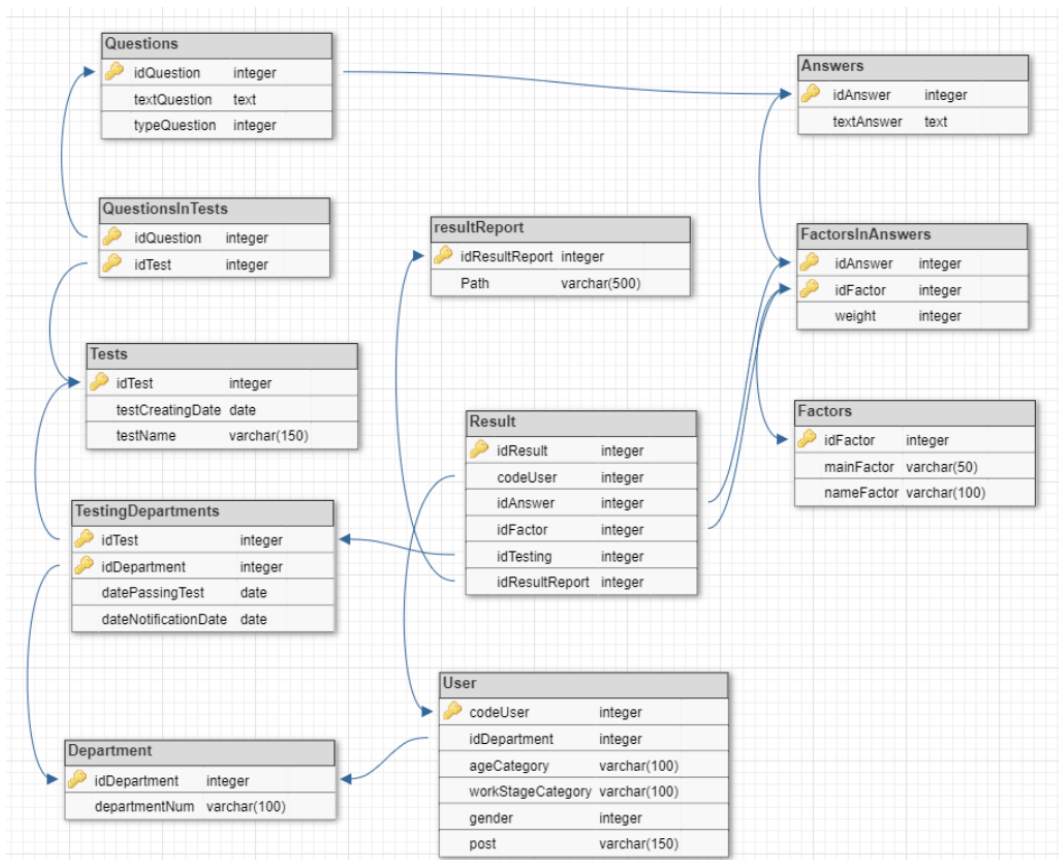 Questions
idQuestion integer
textQuestion text
typeQuestion integer
Answers
idAnswer integer
textAnswer text
QuestionsInTests
idQuestion integer
idTest integer
resultReport
idResultReport integer
Path varchar(500)
FactorsInAnswers
idAnswer integer
idFactor integer
weight integer
Tests
idTest integer
testCreatingDate date
testName varchar(150)
Result
idResult integer
codeUser integer
idAnswer integer
idFactor integer
idTesting integer
idResultReport integer
Factors
idFactor integer
mainFactor varchar(50)
nameFactor varchar(100)
TestingDepartments
idTest integer
idDepartment integer
datePassingTest date
dateNotificationDate date
User
codeUser integer
idDepartment integer
ageCategory varchar(100)
workStageCategory varchar(100)
gender integer
post varchar(150)
Department
idDepartment integer
departmentNum varchar(100)